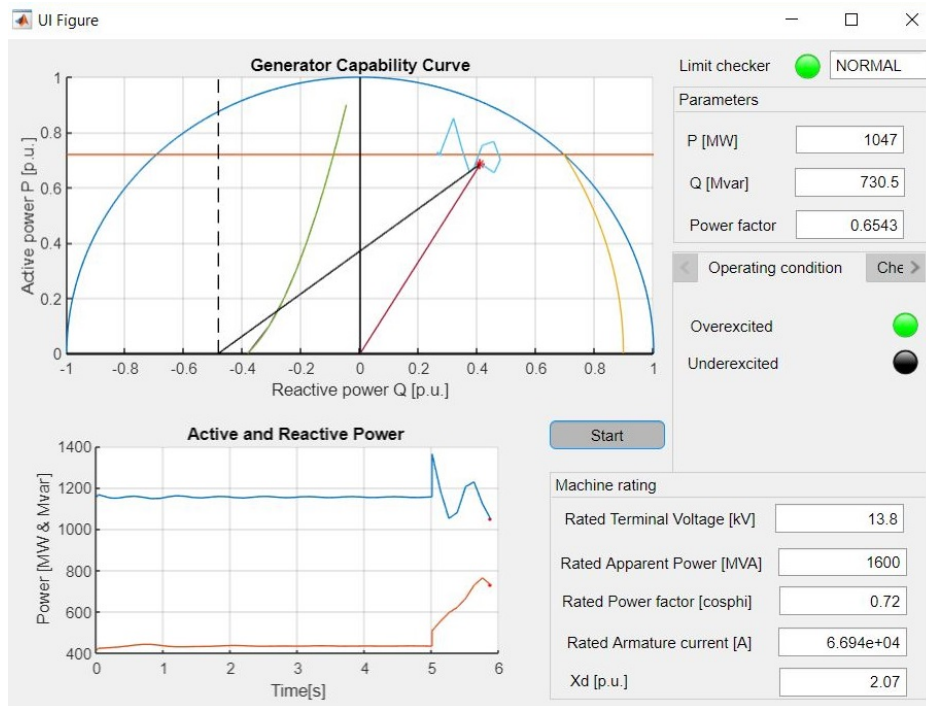 UI Figure
Generator Capability Curve
Active power P [p.u.]
1
0.8
0.6
0.4
0.2
0
-1 -0.8 -0.6 -0.4 -0.2 0 0.2 0.4 0.6 0.8 1
Reactive power Q [p.u.]
Limit checker NORMAL
Parameters
P [MW] 1047
Q [Mvar] 730.5
Power factor 0.6543
Operating condition Che
Overexcited
Underexcited
Start
Active and Reactive Power
Power [MW & Mvar]
1400
1200
1000
800
600
400
0 1 2 3 4 5 6
Time[s]
Machine rating
Rated Terminal Voltage [kV] 13.8
Rated Apparent Power [MVA] 1600
Rated Power factor [cosphi] 0.72
Rated Armature current [A] 6.694e+04
Xd [p.u.] 2.07